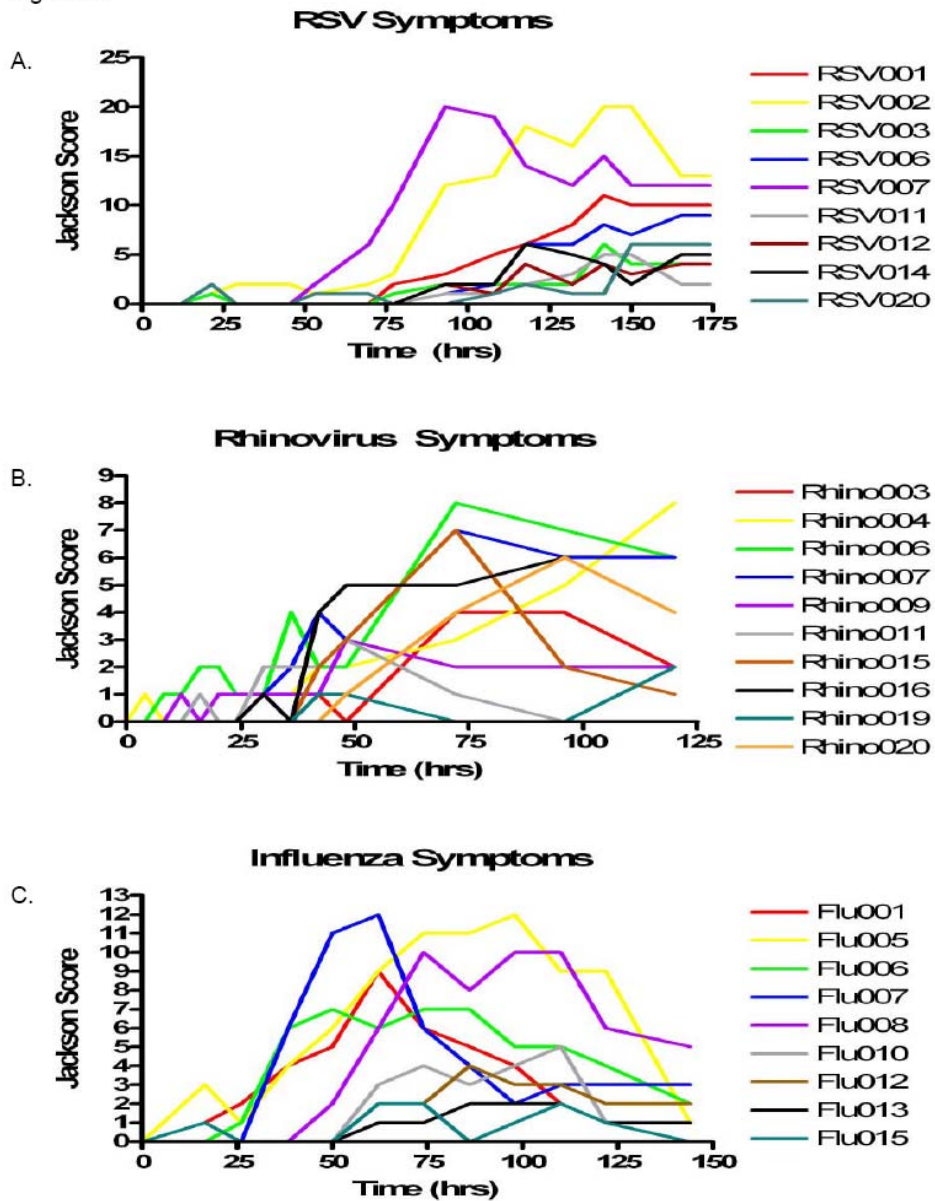 RSV Symptoms
A.
25
20
15
10
5
0
Jackson Score
0 25 50 75 100 125 150 175
Time (hrs)
RSV001
RSV002
RSV003
RSV006
RSV007
RSV011
RSV012
RSV014
RSV020
Rhinovirus Symptoms
B.
9
8
7
6
5
4
3
2
1
0
Jackson Score
0 25 50 75 100 125
Time (hrs)
Rhino003
Rhino004
Rhino006
Rhino007
Rhino009
Rhino011
Rhino015
Rhino016
Rhino019
Rhino020
Influenza Symptoms
C.
13
12
11
10
9
8
7
6
5
4
3
2
1
0
Jackson Score
0 25 50 75 100 125 150
Time (hrs)
Flu001
Flu005
Flu006
Flu007
Flu008
Flu010
Flu012
Flu013
Flu015